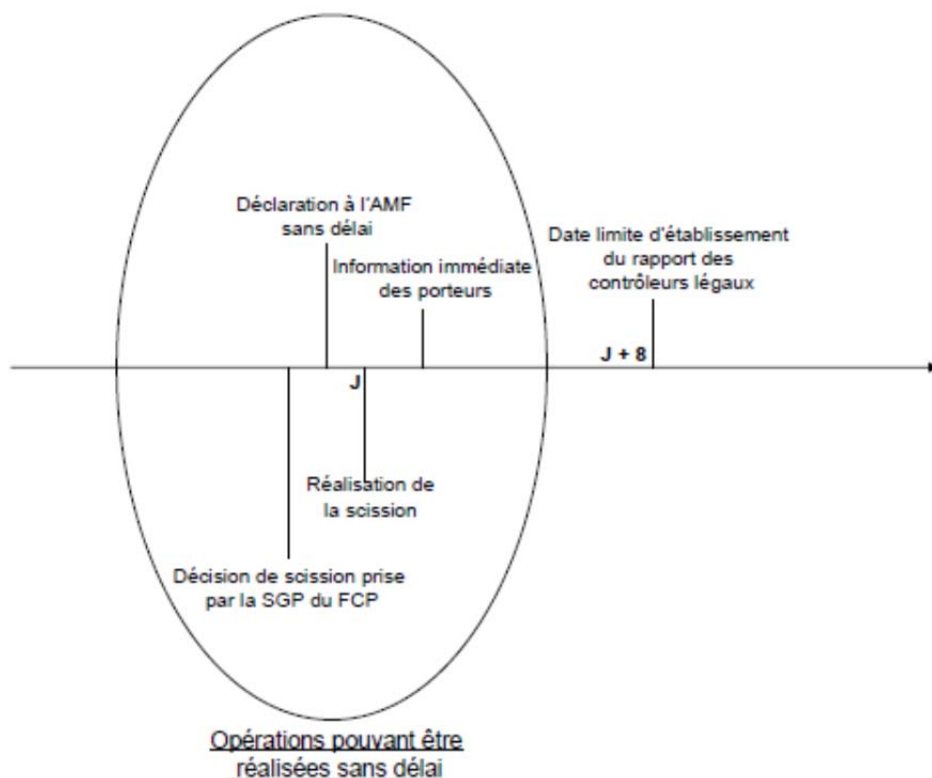 Déclaration à l'AMF
sans délai
Date limite d'établissement
du rapport des
contrôleurs légaux
Information immédiate
des porteurs
J + 8
J
Réalisation de
la scission
Décision de scission prise
par la SGP du FCP
Opérations pouvant être
réalisées sans délai